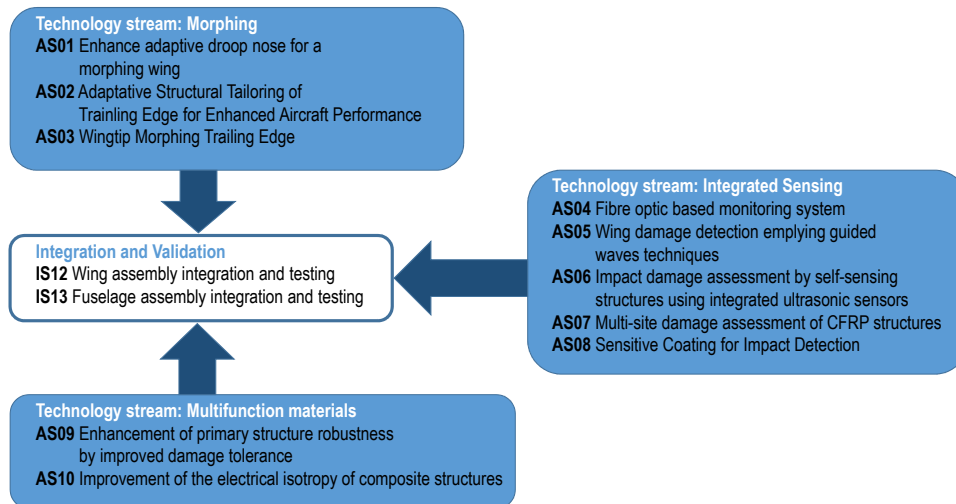 Technology stream: Morphing
AS01 Enhance adaptive droop nose for a
morphing wing
AS02 Adaptative Structural Tailoring of
Trainling Edge for Enhanced Aircraft Performance
AS03 Wingtip Morphing Trailing Edge
Technology stream: Integrated Sensing
AS04 Fibre optic based monitoring system
AS05 Wing damage detection emplying guided
waves techniques
AS06 Impact damage assessment by self-sensing
structures using integrated ultrasonic sensors
AS07 Multi-site damage assessment of CFRP structures
AS08 Sensitive Coating for Impact Detection
Integration and Validation
IS12 Wing assembly integration and testing
IS13 Fuselage assembly integration and testing
Technology stream: Multifunction materials
AS09 Enhancement of primary structure robustness
by improved damage tolerance
AS10 Improvement of the electrical isotropy of composite structures